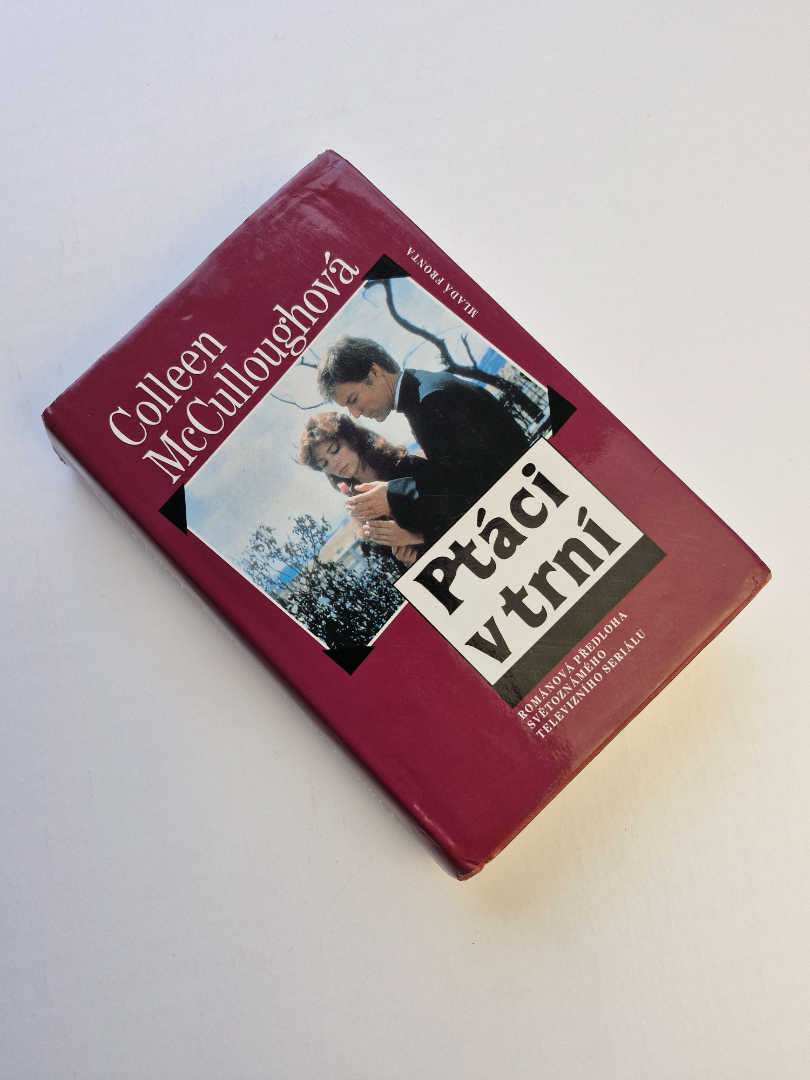 Colleen
McCulloughová
MLADÁ FRONTA
Ptáci
v trní
ROMÁNOVÁ PŘEDLOHA
SVĚTOZNÁMÉHO
TELEVIZNÍHO SERIÁLU